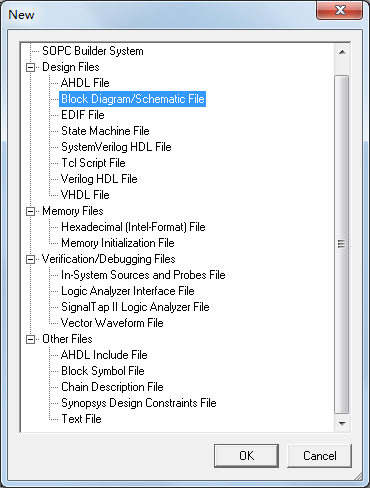 New
SOPC Builder System
Design Files
AHDL File
Block Diagram/Schematic File
EDIF File
State Machine File
SystemVerilog HDL File
Tcl Script File
Verilog HDL File
VHDL File
Memory Files
Hexadecimal (Intel-Format) File
Memory Initialization File
Verification/Debugging Files
In-System Sources and Probes File
Logic Analyzer Interface File
SignalTap II Logic Analyzer File
Vector Waveform File
Other Files
AHDL Include File
Block Symbol File
Chain Description File
Synopsys Design Constraints File
Text File
OK Cancel